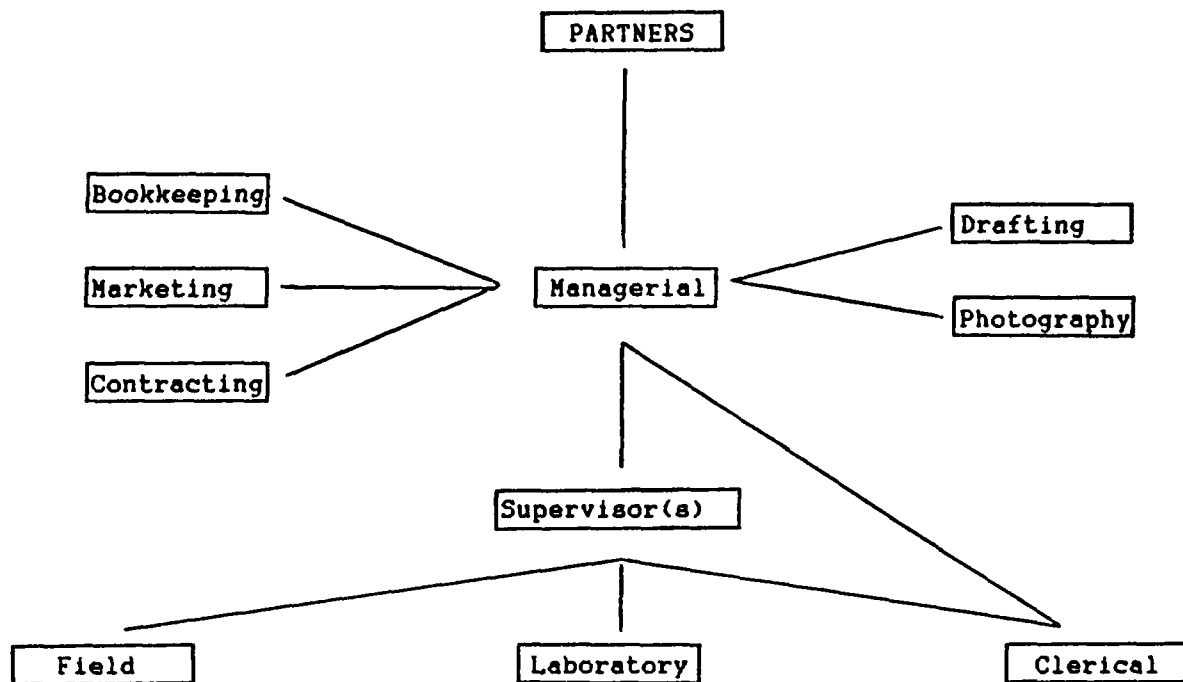 PARTNERS
Bookkeeping
Drafting
Marketing
Managerial
Photography
Contracting
Supervisor(s)
Field
Laboratory
Clerical